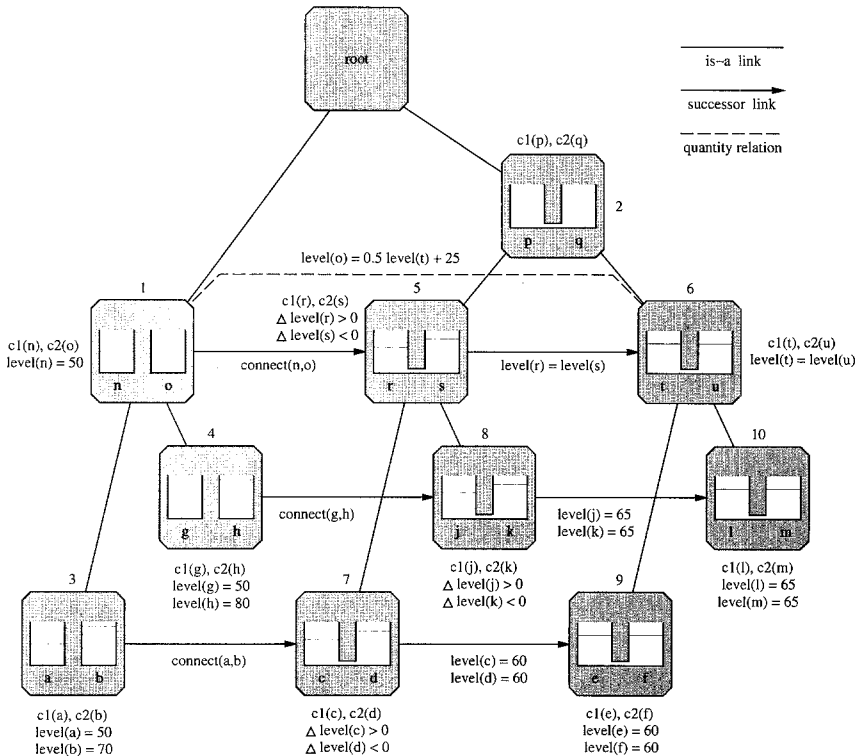 root
is-a link
successor link
quantity relation
c1(p), c2(q)
2
p q
level(o) = 0.5 level(t) + 25
1
5
6
c1(n), c2(o)
level(n) = 50
n o
c1(r), c2(s)
Δ level(r) > 0
Δ level(s) < 0
connect(n,o)
r s
level(r) = level(s)
t u
c1(t), c2(u)
level(t) = level(u)
4
8
10
g h
connect(g,h)
j k
level(j) = 65
level(k) = 65
l m
c1(g), c2(h)
level(g) = 50
level(h) = 80
c1(j), c2(k)
Δ level(j) > 0
Δ level(k) < 0
c1(l), c2(m)
level(l) = 65
level(m) = 65
3
7
9
a b
connect(a,b)
c d
level(c) = 60
level(d) = 60
e f
c1(a), c2(b)
level(a) = 50
level(b) = 70
c1(c), c2(d)
Δ level(c) > 0
Δ level(d) < 0
c1(e), c2(f)
level(e) = 60
level(f) = 60